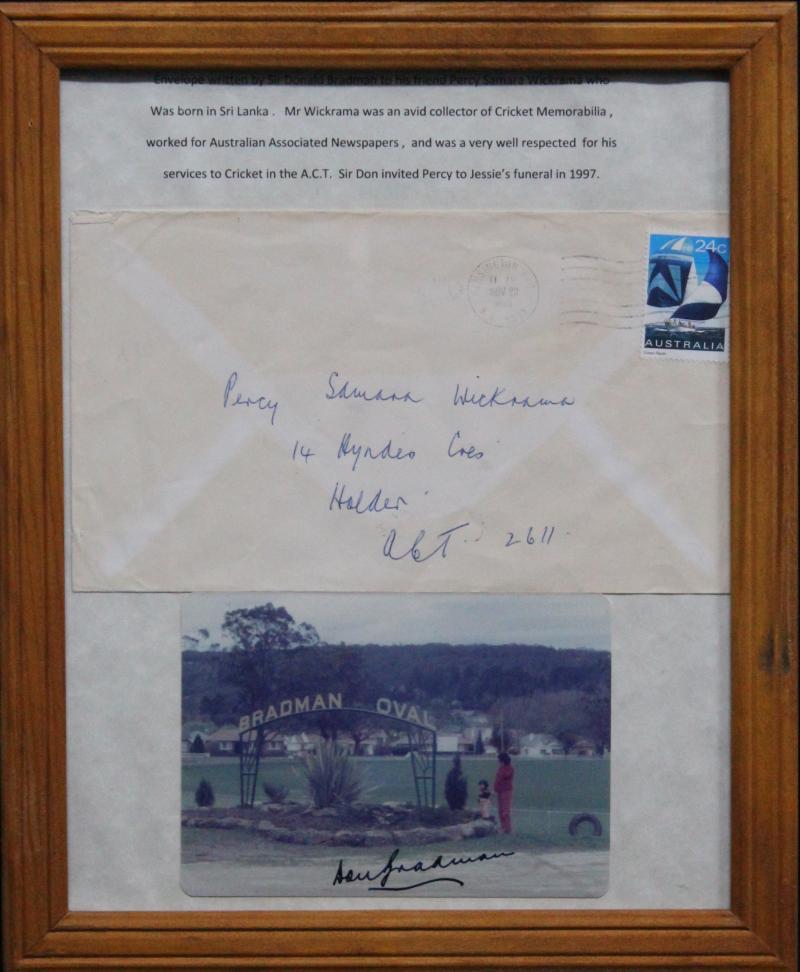 Envelope written by Sir Donald Bradman to his friend Percy Samara Wickrama who
Was born in Sri Lanka . Mr Wickrama was an avid collector of Cricket Memorabilia ,
worked for Australian Associated Newspapers , and was a very well respected for his
services to Cricket in the A.C.T. Sir Don invited Percy to Jessie's funeral in 1997.
24c
NOV 23
AUSTRALIA
Percy Samara Wickrama
14 Hyndes Cres
Holder
ACT. 2611.
BRADMAN OVAL
Don Bradman